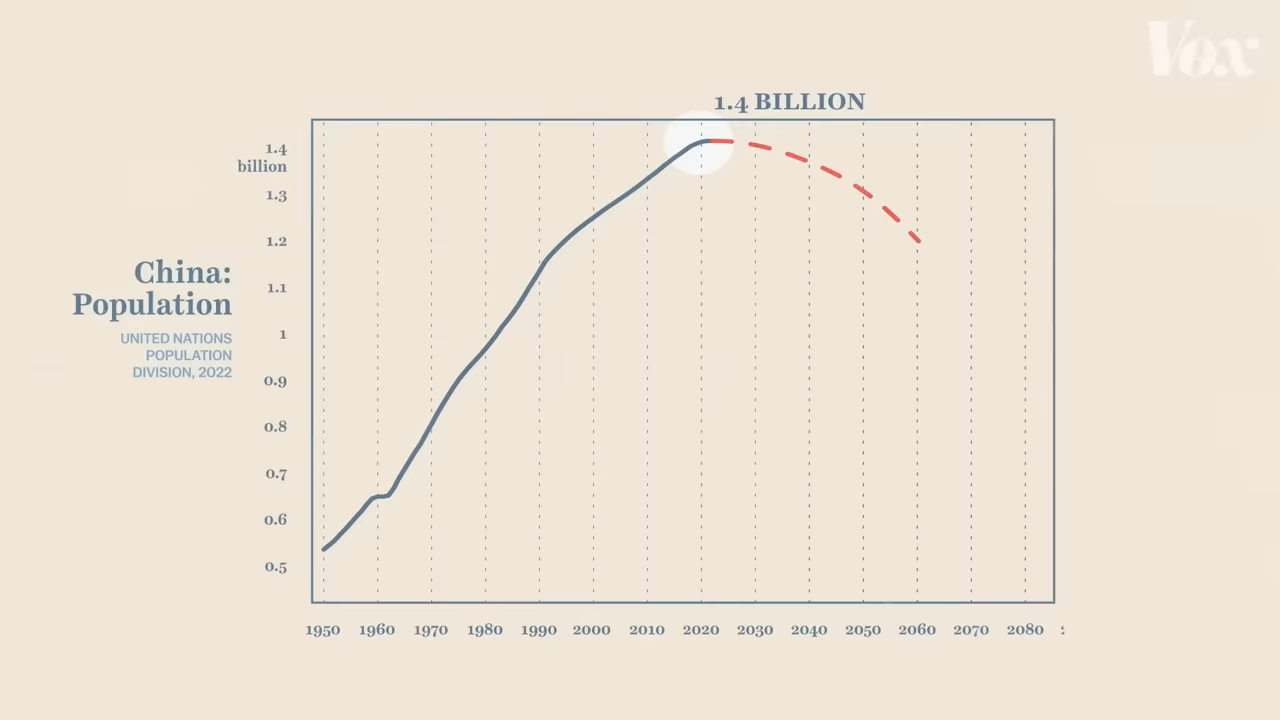 Vox
1.4 BILLION
1.4
billion
1.3
1.2
1.1
1
0.9
0.8
0.7
0.6
0.5
China:
Population
UNITED NATIONS
POPULATION
DIVISION, 2022
1950 1960 1970 1980 1990 2000 2010 2020 2030 2040 2050 2060 2070 2080